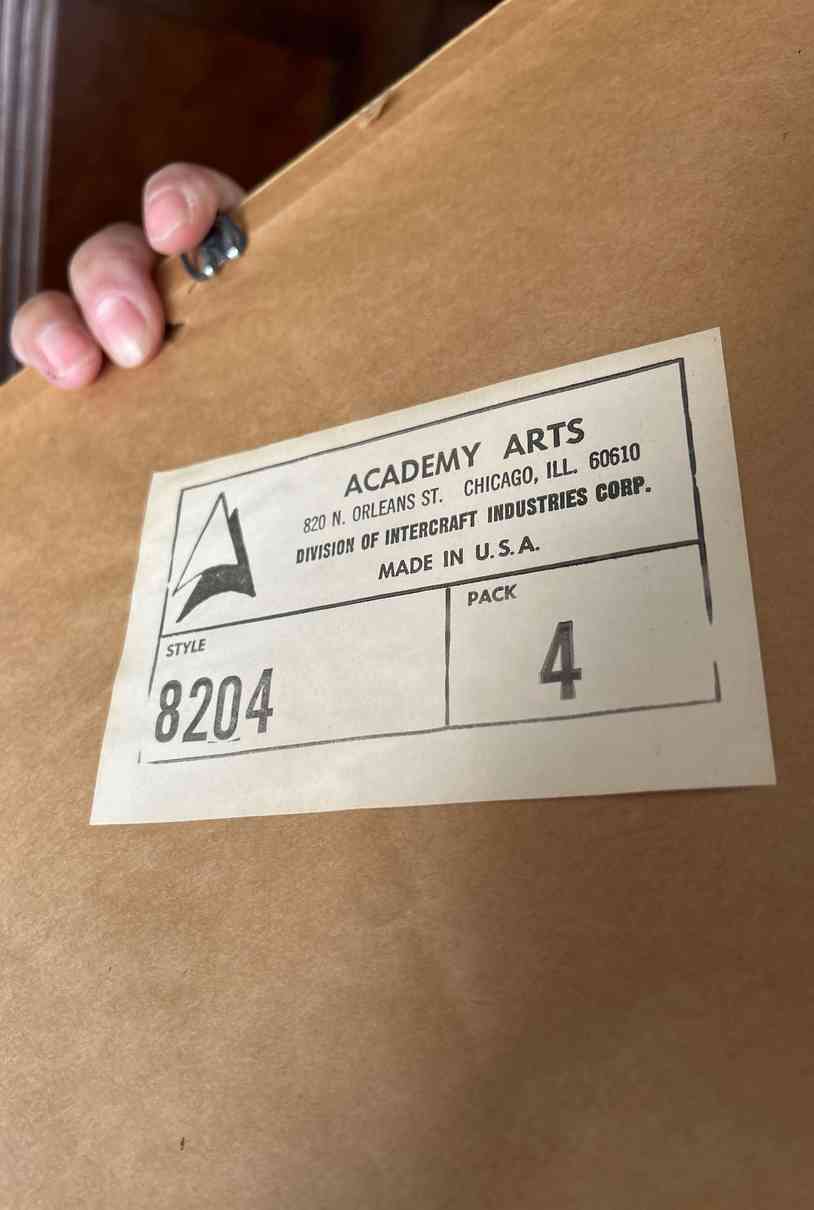 ACADEMY ARTS
820 N. ORLEANS ST. CHICAGO, ILL. 60610
DIVISION OF INTERCRAFT INDUSTRIES CORP.
MADE IN U.S.A.
STYLE
8204
PACK
4